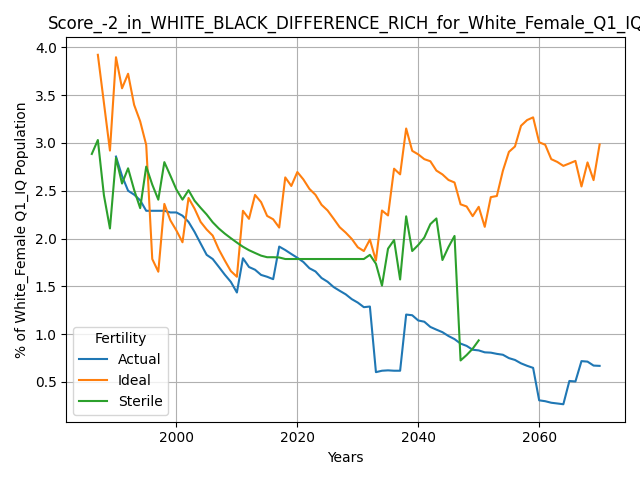 Score_-2_in_WHITE_BLACK_DIFFERENCE_RICH_for_White_Female_Q1_IQ
% of White_Female Q1_IQ Population
4.0
3.5
3.0
2.5
2.0
1.5
1.0
0.5
Fertility
Actual
Ideal
Sterile
2000
2020
2040
2060
Years